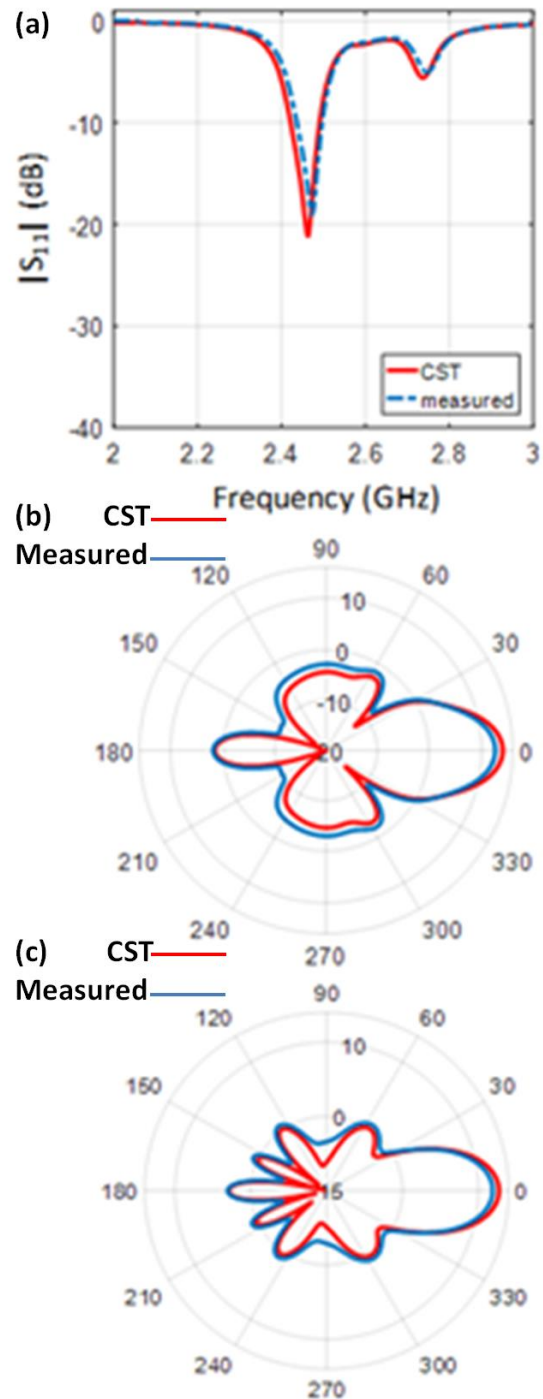 (a)
0
-10
-20
-30
-40
|S11| (dB)
CST
measured
2 2.2 2.4 2.6 2.8 3
Frequency (GHz)
(b) CST
Measured
90
120 60
10
150 30
0
-10
180 -20 0
210 330
240 300
270
(c) CST
Measured
90
120 60
10
150 30
0
180 -15 0
210 330
240 300
270